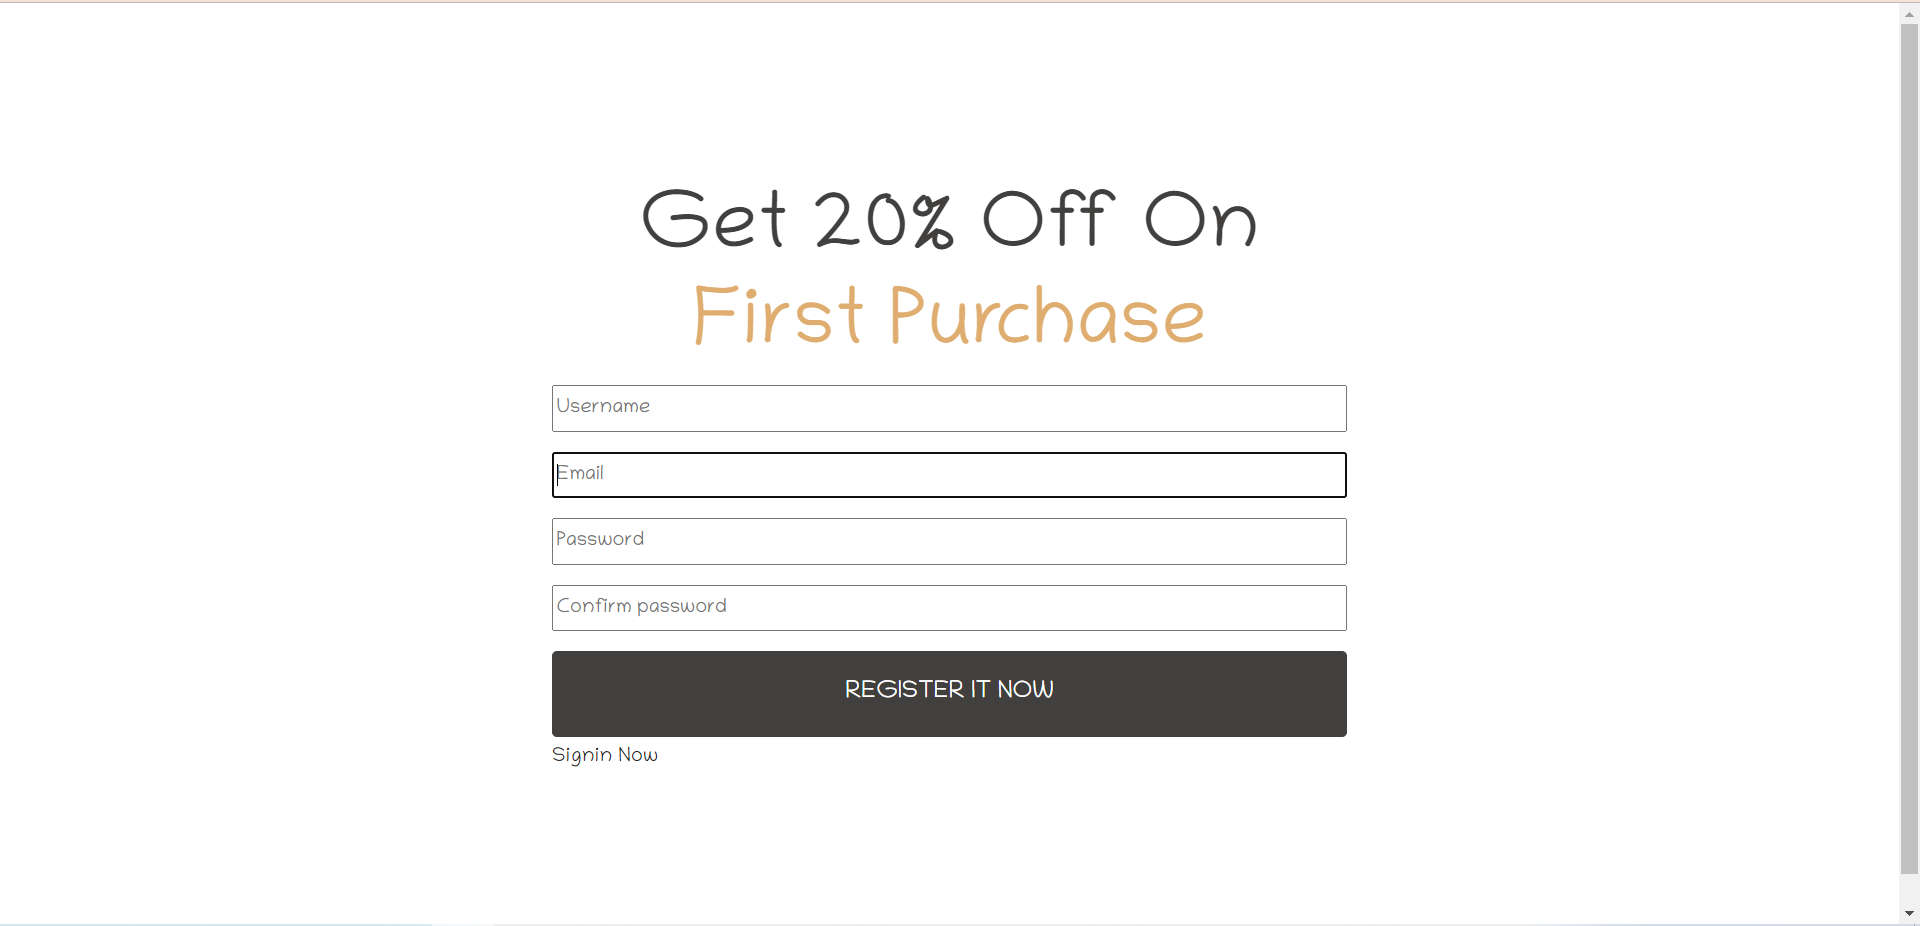 Get 20% Off On
First Purchase
Username
Email
Password
Confirm password
REGISTER IT NOW
Signin Now